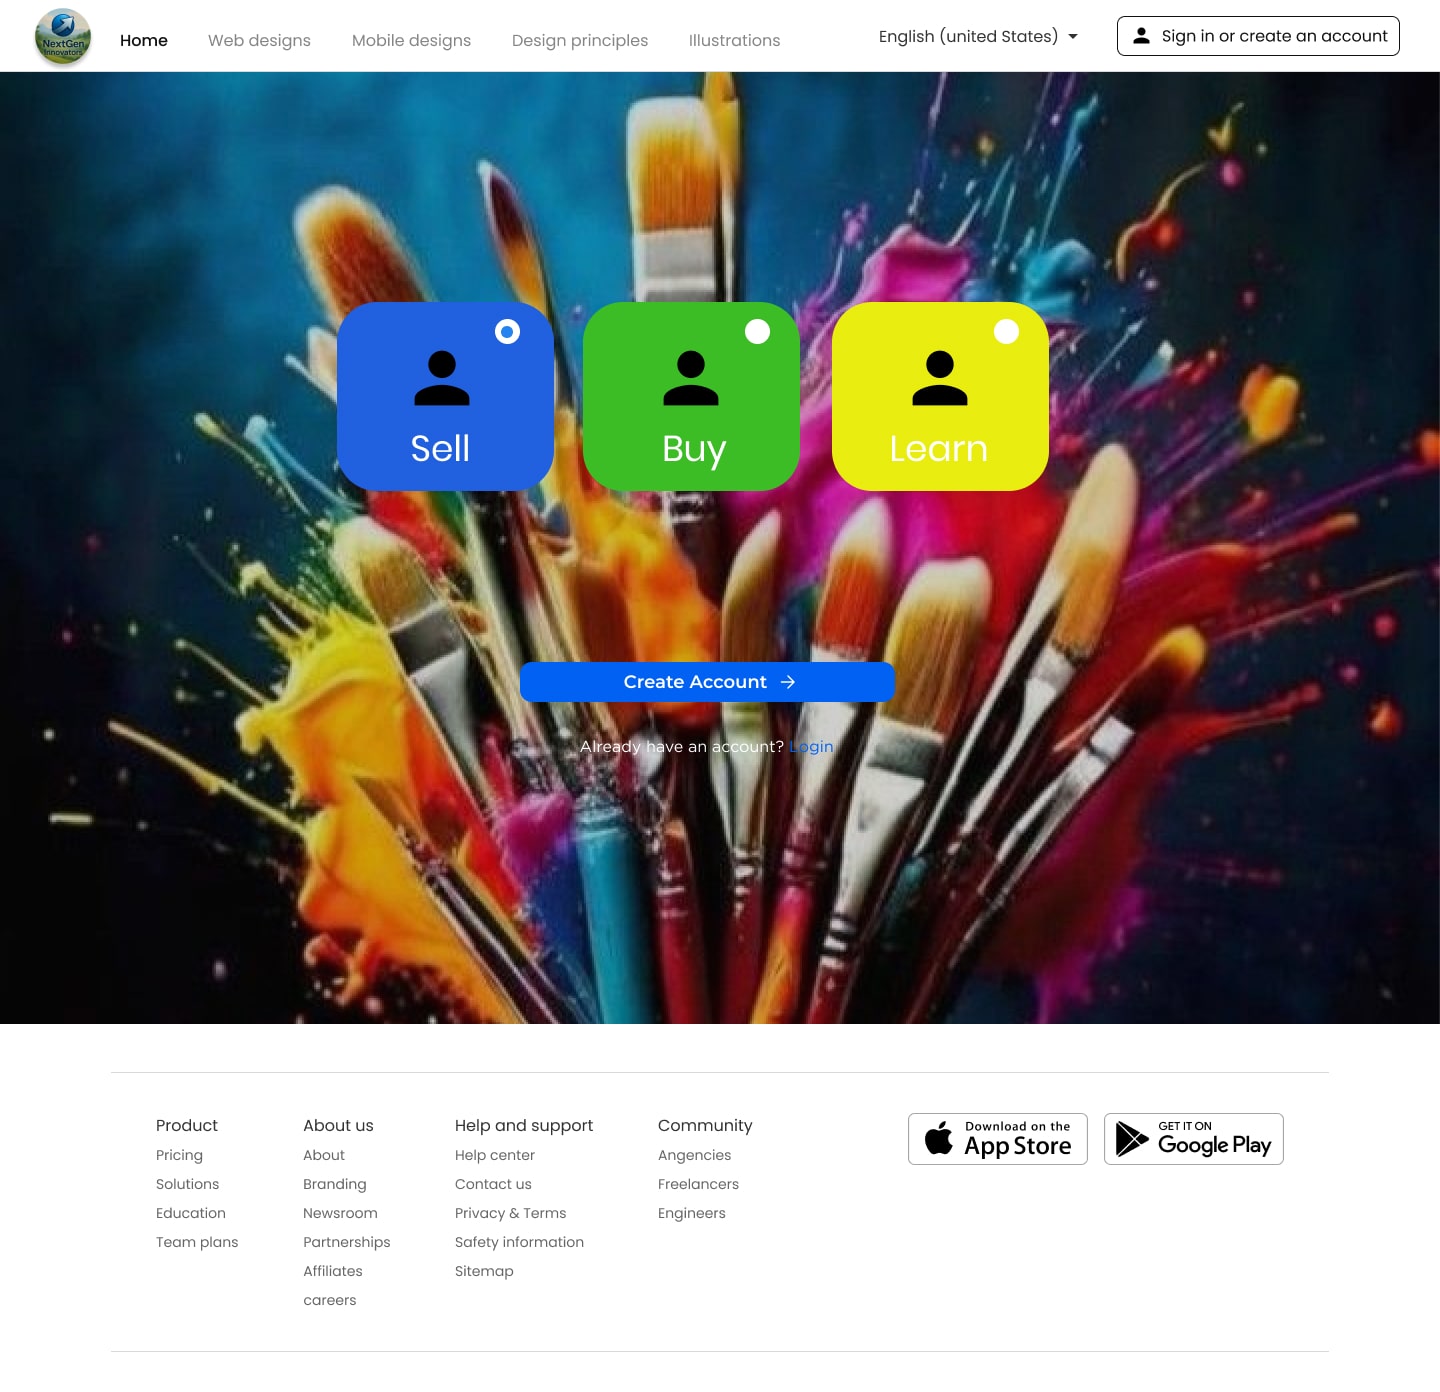 NextGen
Innovators
Home
Web designs
Mobile designs
Design principles
Illustrations
English (united States)
Sign in or create an account
Sell
Buy
Learn
Create Account
Already have an account? Login
Product
Pricing
Solutions
Education
Team plans
About us
About
Branding
Newsroom
Partnerships
Affiliates
careers
Help and support
Help center
Contact us
Privacy & Terms
Safety information
Sitemap
Community
Angencies
Freelancers
Engineers
Download on the
App Store
GET IT ON
Google Play